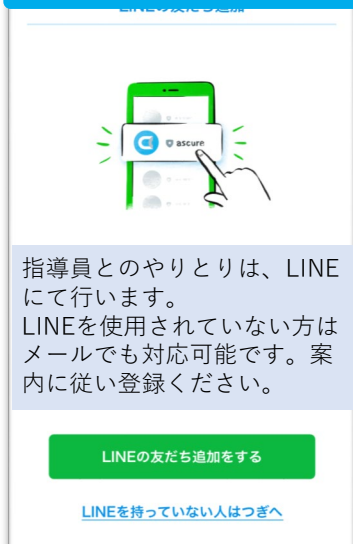 LINEの友だち追加
ascure
指導員とのやりとりは、LINE
にて行います。
LINEを使用されていない方は
メールでも対応可能です。案
内に従い登録ください。
LINEの友だち追加をする
LINEを持っていない人はつぎへ